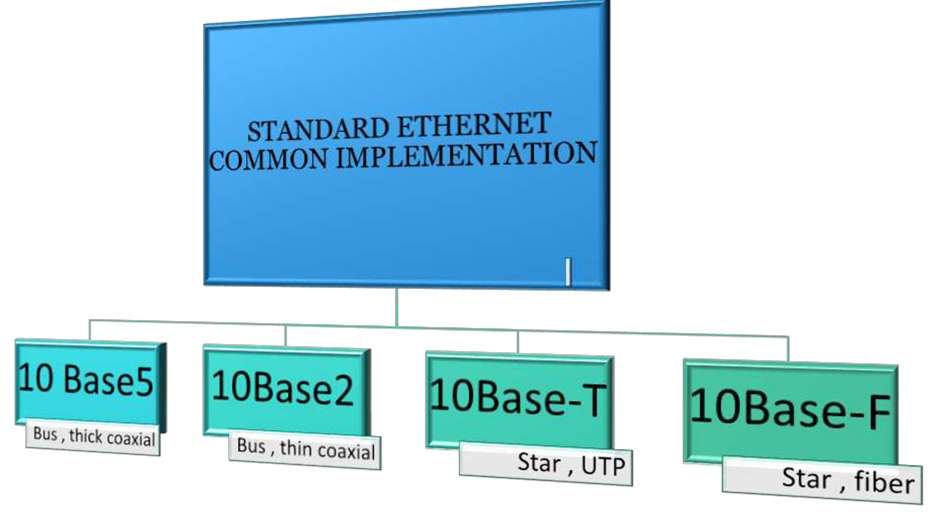 STANDARD ETHERNET
COMMON IMPLEMENTATION
10 Base5
Bus , thick coaxial
10Base2
Bus , thin coaxial
10Base-T
Star , UTP
10Base-F
Star , fiber